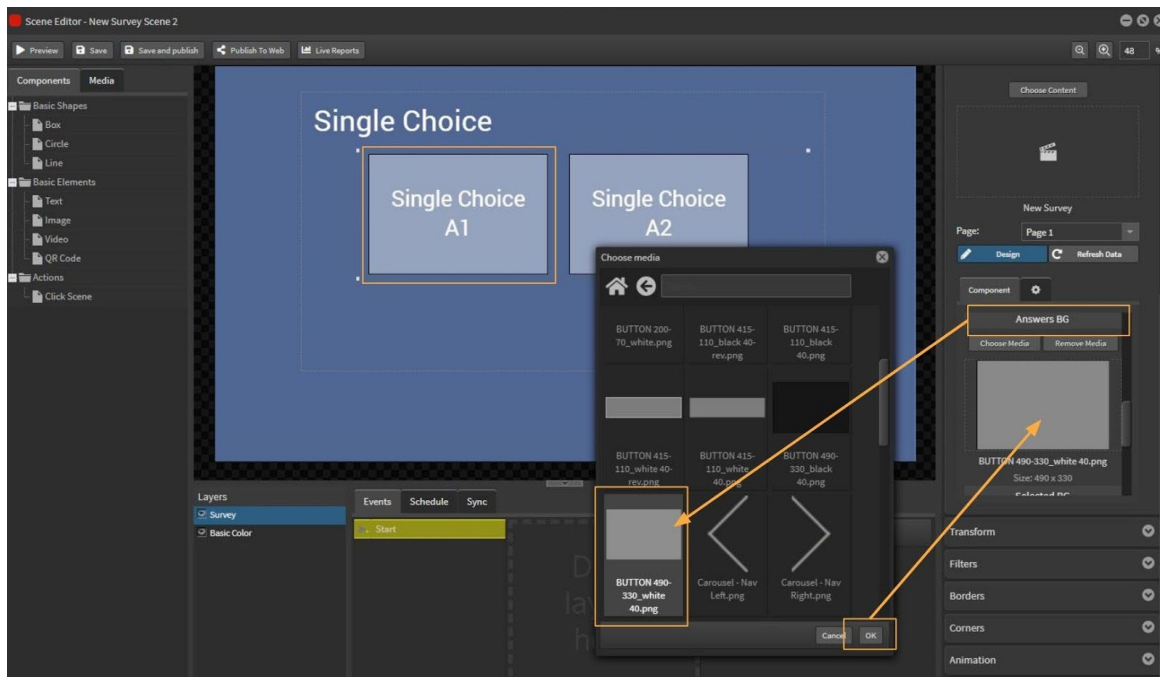 Scene Editor - New Survey Scene 2
Preview Save Save and publish Publish To Web Live Reports
48
Components Media
Basic Shapes
Box
Circle
Line
Basic Elements
Text
Image
Video
QR Code
Actions
Click Scene
Single Choice
Single Choice
A1
Single Choice
A2
Layers
Survey
Basic Color
Events Schedule Sync
Start
Choose media
BUTTON 200-
70_white.png
BUTTON 415-
110_black 40-
rev.png
BUTTON 415-
110_black
40.png
BUTTON 415-
110_white 40-
rev.png
BUTTON 415-
110_white
40.png
BUTTON 490-
330_black
40.png
BUTTON 490-
330_white
40.png
Carousel - Nav
Left.png
Carousel - Nav
Right.png
Cancel OK
Choose Content
New Survey
Page: Page 1
Design Refresh Data
Component
Answers BG
Choose Media Remove Media
BUTTON 490-330_white 40.png
Size: 490 x 330
Selected BG
Transform
Filters
Borders
Corners
Animation